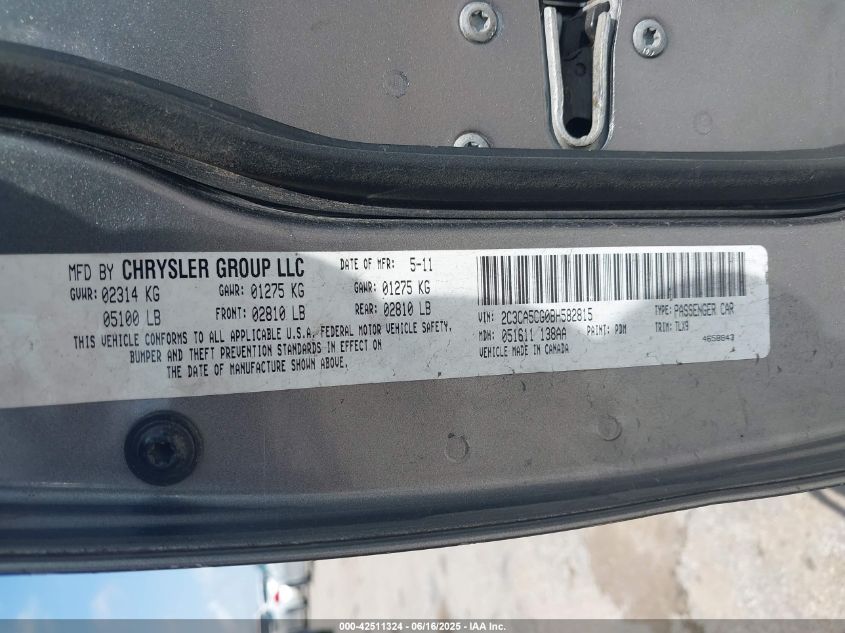 MFD BY CHRYSLER GROUP LLC DATE OF MFR: 5-11
GVWR: 02314 KG GAWR: 01275 KG GAWR: 01275 KG
05100 LB FRONT: 02810 LB REAR: 02810 LB
THIS VEHICLE CONFORMS TO ALL APPLICABLE U.S.A. FEDERAL MOTOR VEHICLE SAFETY,
BUMPER AND THEFT PREVENTION STANDARDS IN EFFECT ON
THE DATE OF MANUFACTURE SHOWN ABOVE.
VIN: 2C3CA5CG0BH582815 TYPE: PASSENGER CAR
MDH: 051611 138AA PAINT: PDM TRIM: TLX9
VEHICLE MADE IN CANADA 4658843
000-42511324 / 06/16/2025 / IAA Inc.